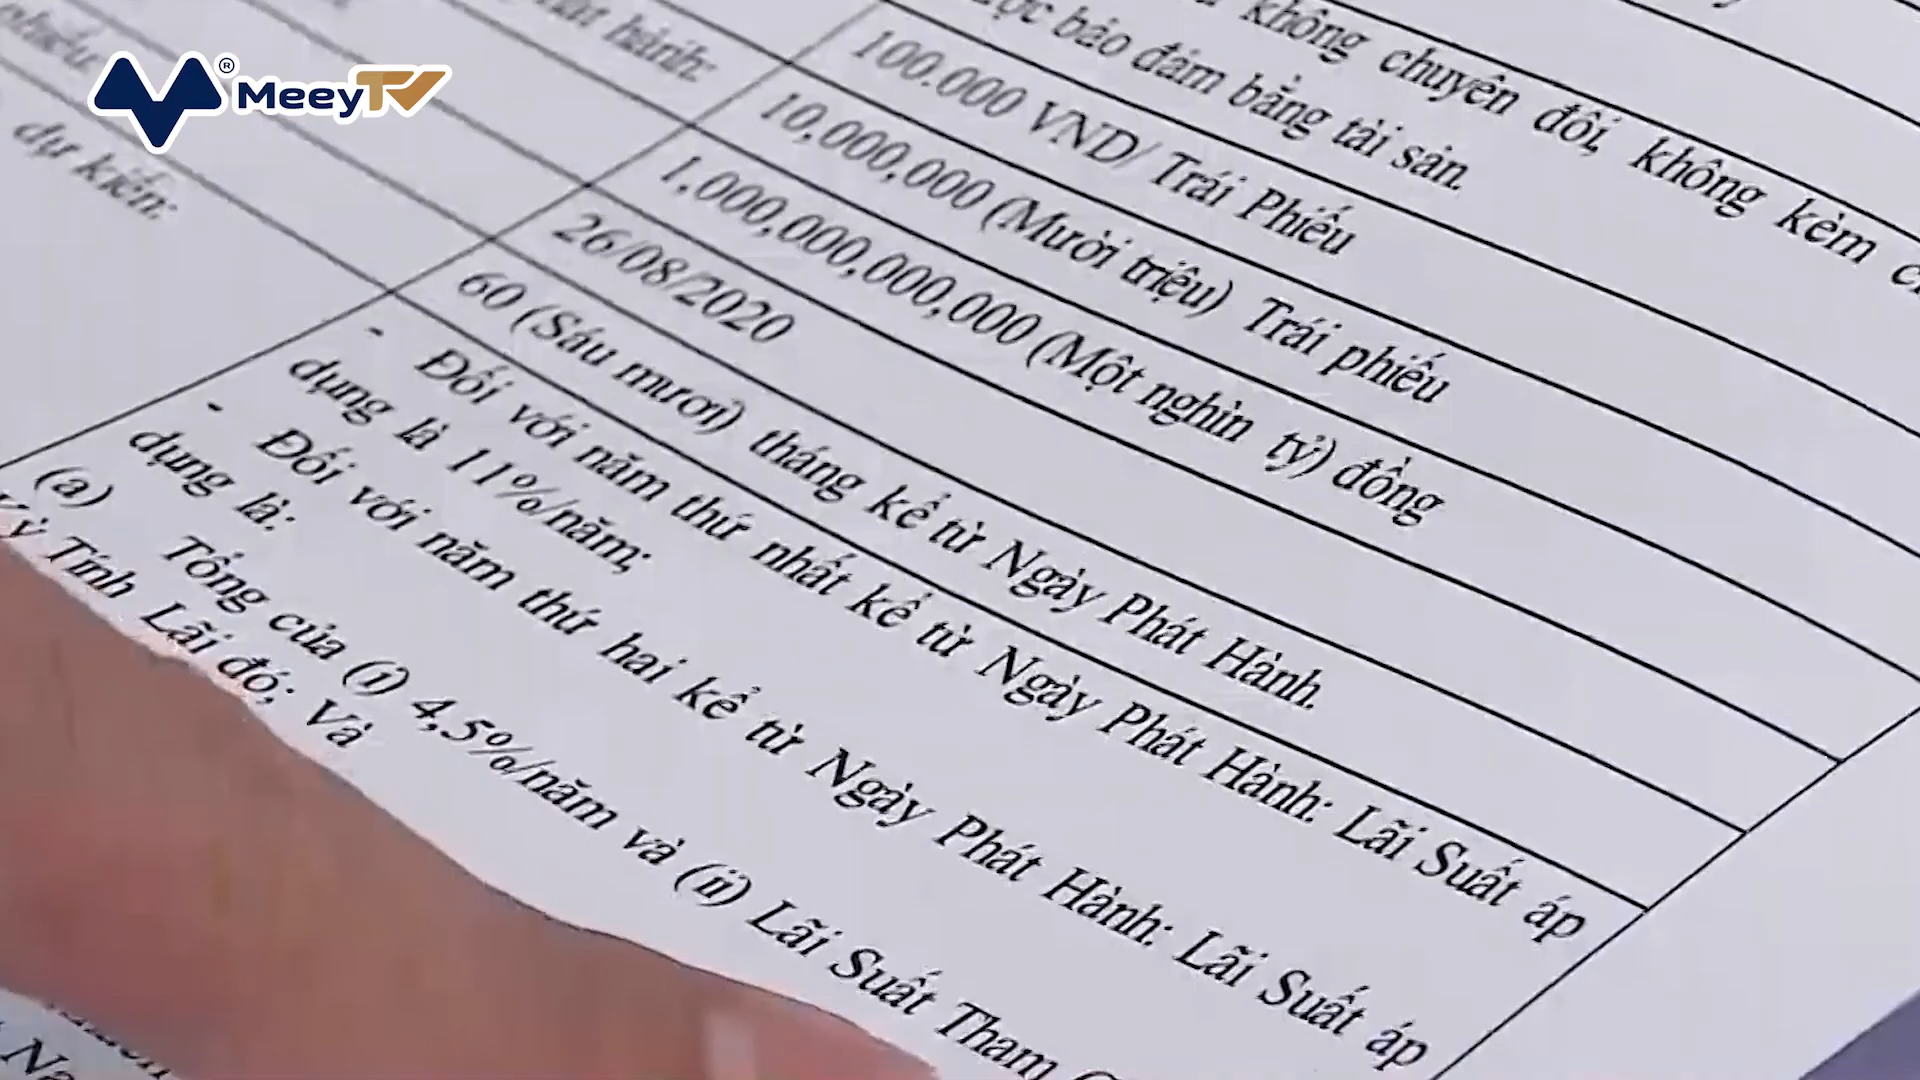 MeeyTV
không chuyển đổi, không kèm
bảo đảm bằng tài sản.
hành:
100.000 VND/ Trái Phiếu
10,000,000 (Mười triệu) Trái phiếu
1,000,000,000,000 (Một nghìn tỷ) đồng
26/08/2020
dự kiến:
60 (Sáu mươi) tháng kể từ Ngày Phát Hành.
- Đối với năm thứ nhất kể từ Ngày Phát Hành: Lãi Suất áp
dụng là 11%/năm;
- Đối với năm thứ hai kể từ Ngày Phát Hành: Lãi Suất áp
dụng là:
(a) Tổng của (i) 4,5%/năm và (ii) Lãi Suất Tham
Tính Lãi đó; Và